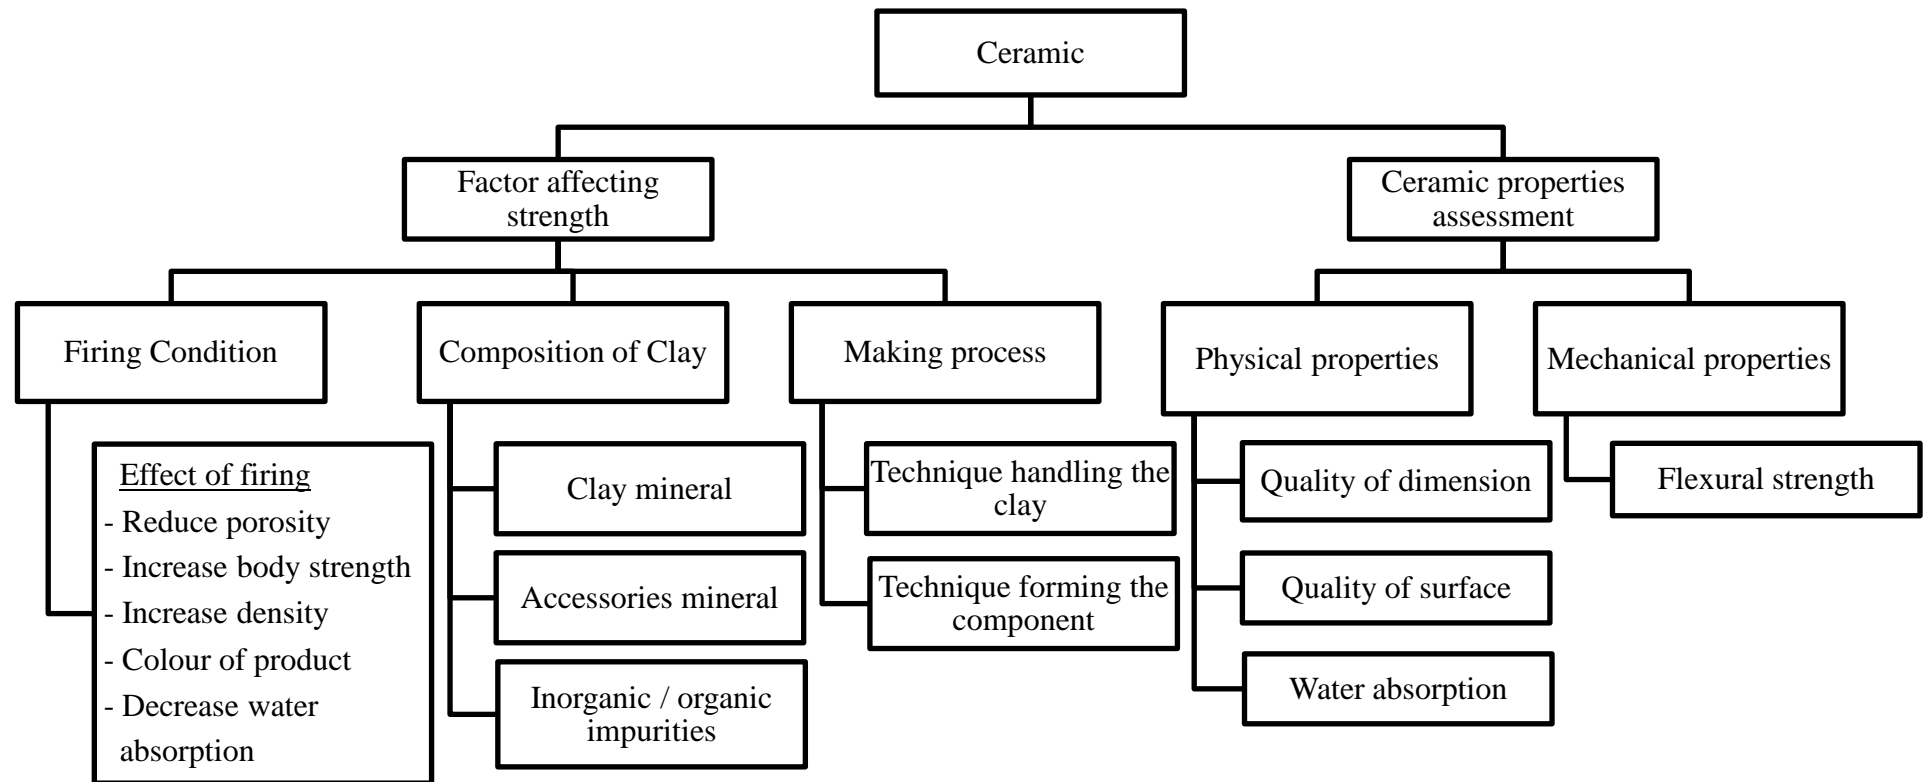 Ceramic
Factor affecting
strength
Ceramic properties
assessment
Firing Condition
Composition of Clay
Making process
Physical properties
Mechanical properties
Effect of firing
- Reduce porosity
- Increase body strength
- Increase density
- Colour of product
- Decrease water
absorption
Clay mineral
Accessories mineral
Inorganic / organic
impurities
Technique handling the
clay
Technique forming the
component
Quality of dimension
Quality of surface
Water absorption
Flexural strength